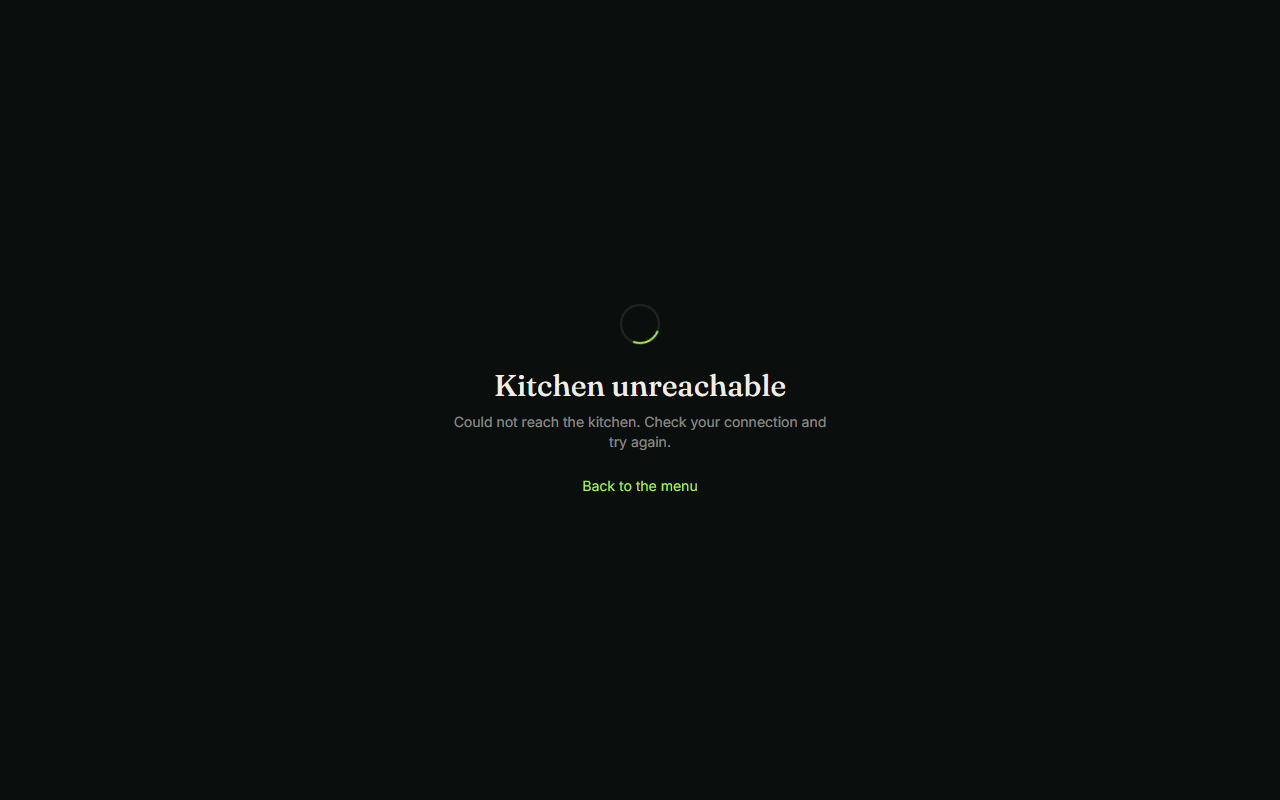 Kitchen unreachable
Could not reach the kitchen. Check your connection and
try again.
Back to the menu